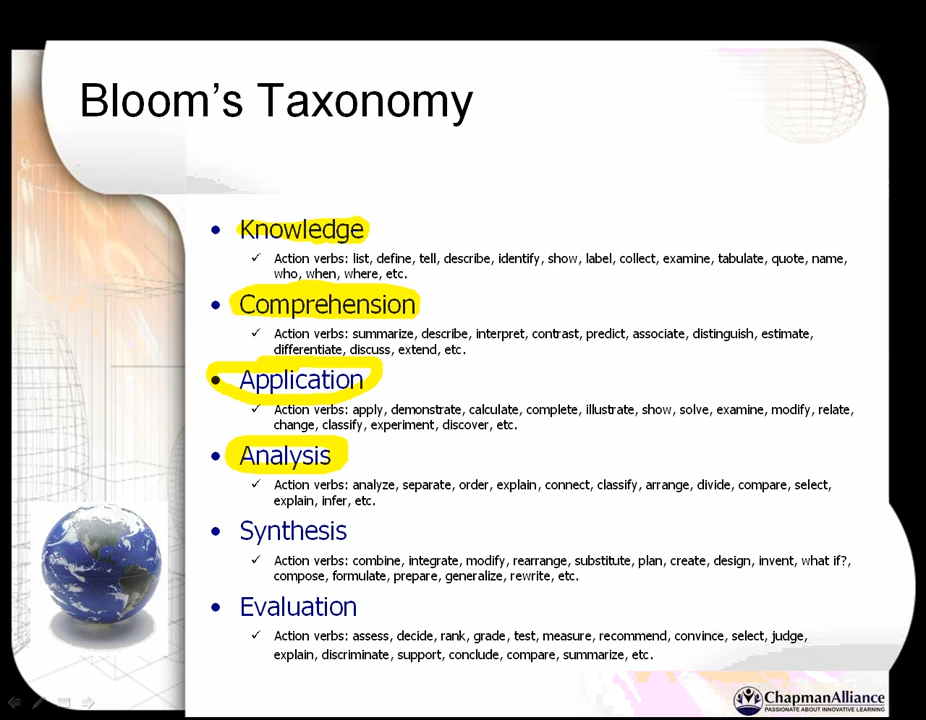 Bloom's Taxonomy
• Knowledge
✓ Action verbs: list, define, tell, describe, identify, show, label, collect, examine, tabulate, quote, name,
who, when, where, etc.
• Comprehension
✓ Action verbs: summarize, describe, interpret, contrast, predict, associate, distinguish, estimate,
differentiate, discuss, extend, etc.
• Application
✓ Action verbs: apply, demonstrate, calculate, complete, illustrate, show, solve, examine, modify, relate,
change, classify, experiment, discover, etc.
• Analysis
✓ Action verbs: analyze, separate, order, explain, connect, classify, arrange, divide, compare, select,
explain, infer, etc.
• Synthesis
✓ Action verbs: combine, integrate, modify, rearrange, substitute, plan, create, design, invent, what if?,
compose, formulate, prepare, generalize, rewrite, etc.
• Evaluation
✓ Action verbs: assess, decide, rank, grade, test, measure, recommend, convince, select, judge,
explain, discriminate, support, conclude, compare, summarize, etc.
ChapmanAlliance
PASSIONATE ABOUT INNOVATIVE LEARNING